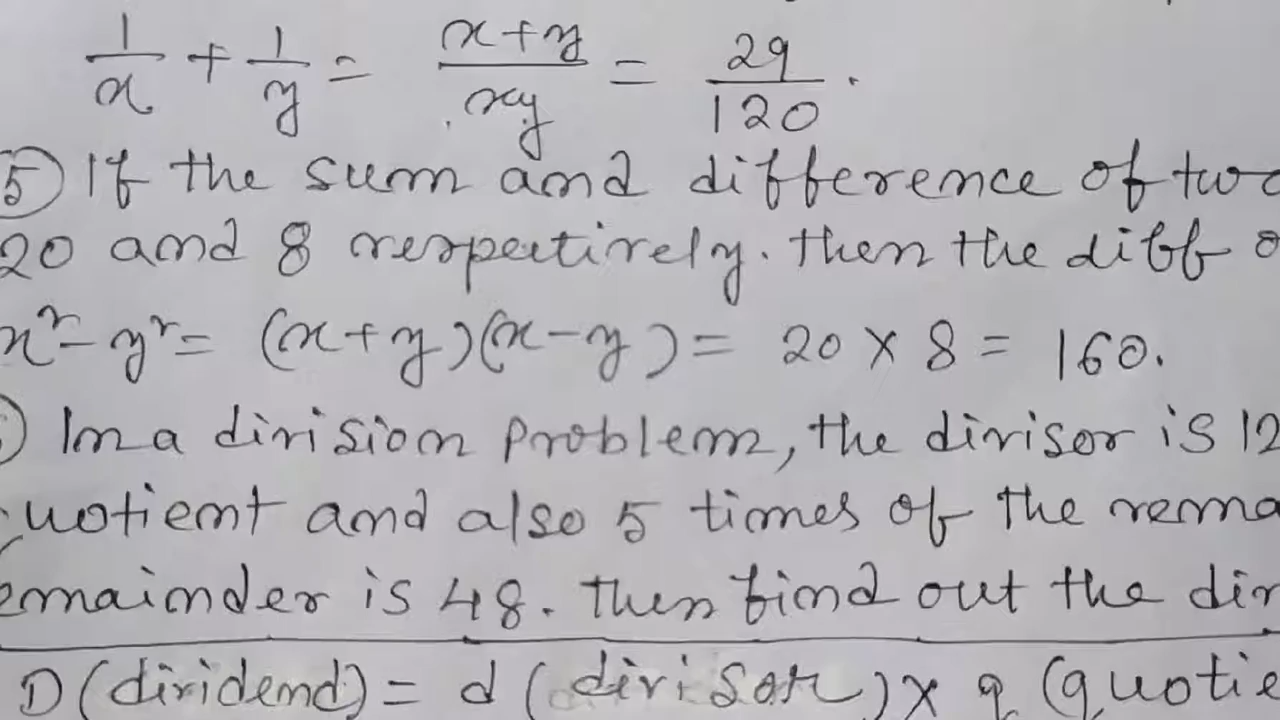 1/x + 1/y = x+y/xy = 29/120.
5) If the sum and difference of two
20 and 8 respectively. Then the diff o
x² - y² = (x+y)(x-y) = 20 × 8 = 160.
) In a division problem, the divisor is 12
quotient and also 5 times of the rema
emainder is 48. Then find out the div
D (dividend) = d (divisor) × q (quotie